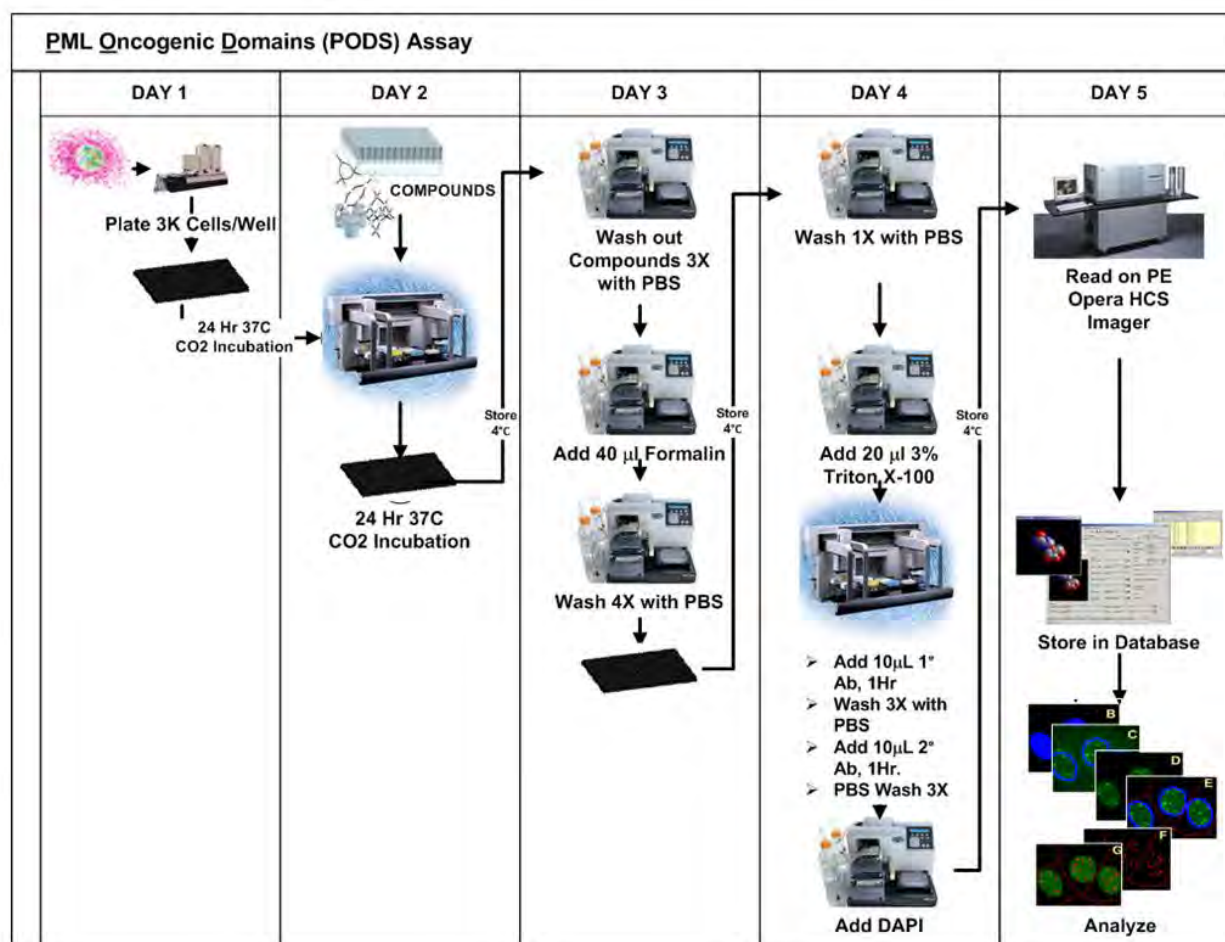 PML Oncogenic Domains (PODS) Assay
DAY 1
DAY 2
DAY 3
DAY 4
DAY 5
Plate 3K Cells/Well
24 Hr 37C
CO2 Incubation
COMPOUNDS
24 Hr 37C
CO2 Incubation
Store
4°C
Wash out
Compounds 3X
with PBS
Add 40 µl Formalin
Wash 4X with PBS
Store
4°C
Wash 1X with PBS
Add 20 µl 3%
Triton X-100
➢ Add 10µL 1°
Ab, 1Hr
➢ Wash 3X with
PBS
➢ Add 10µL 2°
Ab, 1Hr.
➢ PBS Wash 3X
Add DAPI
Store
4°C
Read on PE
Opera HCS
Imager
Store in Database
B
C
D
E
F
G
Analyze